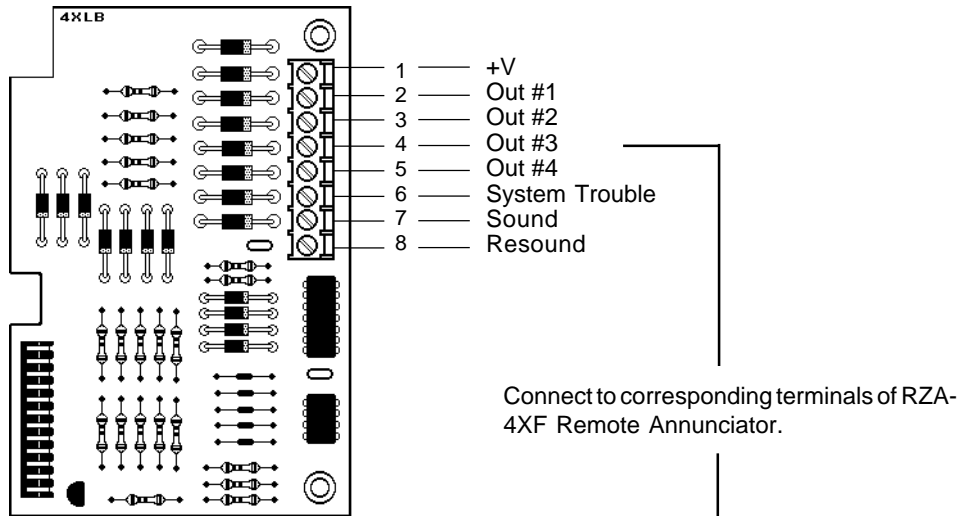 4XLB
1 +V
2 Out #1
3 Out #2
4 Out #3
5 Out #4
6 System Trouble
7 Sound
8 Resound
Connect to corresponding terminals of RZA-
4XF Remote Annunciator.